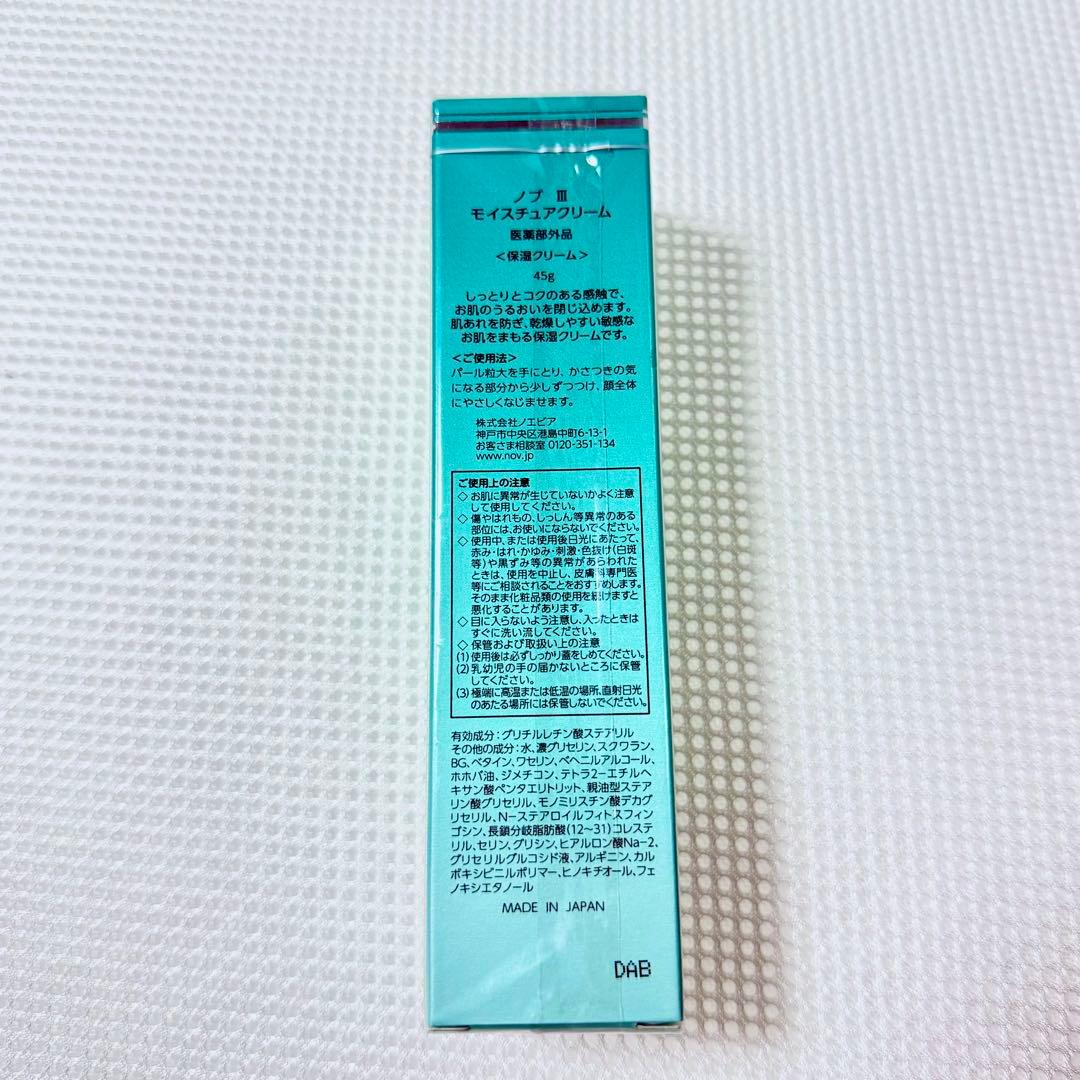 ノブ Ⅲ
モイスチュアクリーム
医薬部外品
＜保湿クリーム＞
45g
しっとりとコクのある感触で、
お肌のうるおいを閉じ込めます。
肌あれを防ぎ、乾燥しやすい敏感な
お肌をまもる保湿クリームです。
＜ご使用法＞
パール粒大を手にとり、かさつきの気
になる部分から少しずつつけ、顔全体
にやさしくなじませます。
株式会社ノエビア
神戸市中央区港島中町6-13-1
お客さま相談室 0120-351-134
www.nov.jp
ご使用上の注意
◇お肌に異常が生じていないかよく注意
して使用してください。
◇傷やはれもの、しっしん等異常のある
部位には、お使いにならないでください。
◇使用中、または使用後日光にあたって、
赤み・はれ・かゆみ・刺激・色抜け(白斑
等)や黒ずみ等の異常があらわれた
ときは、使用を中止し、皮膚科専門医
等にご相談されることをおすすめします。
そのまま化粧品類の使用を続けますと
悪化することがあります。
◇目に入らないよう注意し、入ったときは
すぐに洗い流してください。
◇保管および取扱い上の注意
(1)使用後は必ずしっかり蓋をしめてください。
(2)乳幼児の手の届かないところに保管
してください。
(3)極端に高温または低温の場所、直射日光
のあたる場所には保管しないでください。
有効成分：グリチルレチン酸ステアリル
その他の成分：水、濃グリセリン、スクワラン、
BG、ベタイン、ワセリン、ベヘニルアルコール、
ホホバ油、ジメチコン、テトラ2-エチルヘ
キサン酸ペンタエリトリット、親油型ステア
リン酸グリセリル、モノミリスチン酸デカグ
リセリル、N-ステアロイルフィトスフィン
ゴシン、長鎖分岐脂肪酸(12~31)コレステ
リル、セリン、グリシン、ヒアルロン酸Na-2、
グリセリルグルコシド液、アルギニン、カル
ボキシビニルポリマー、ヒノキチオール、フェ
ノキシエタノール
MADE IN JAPAN
DAB